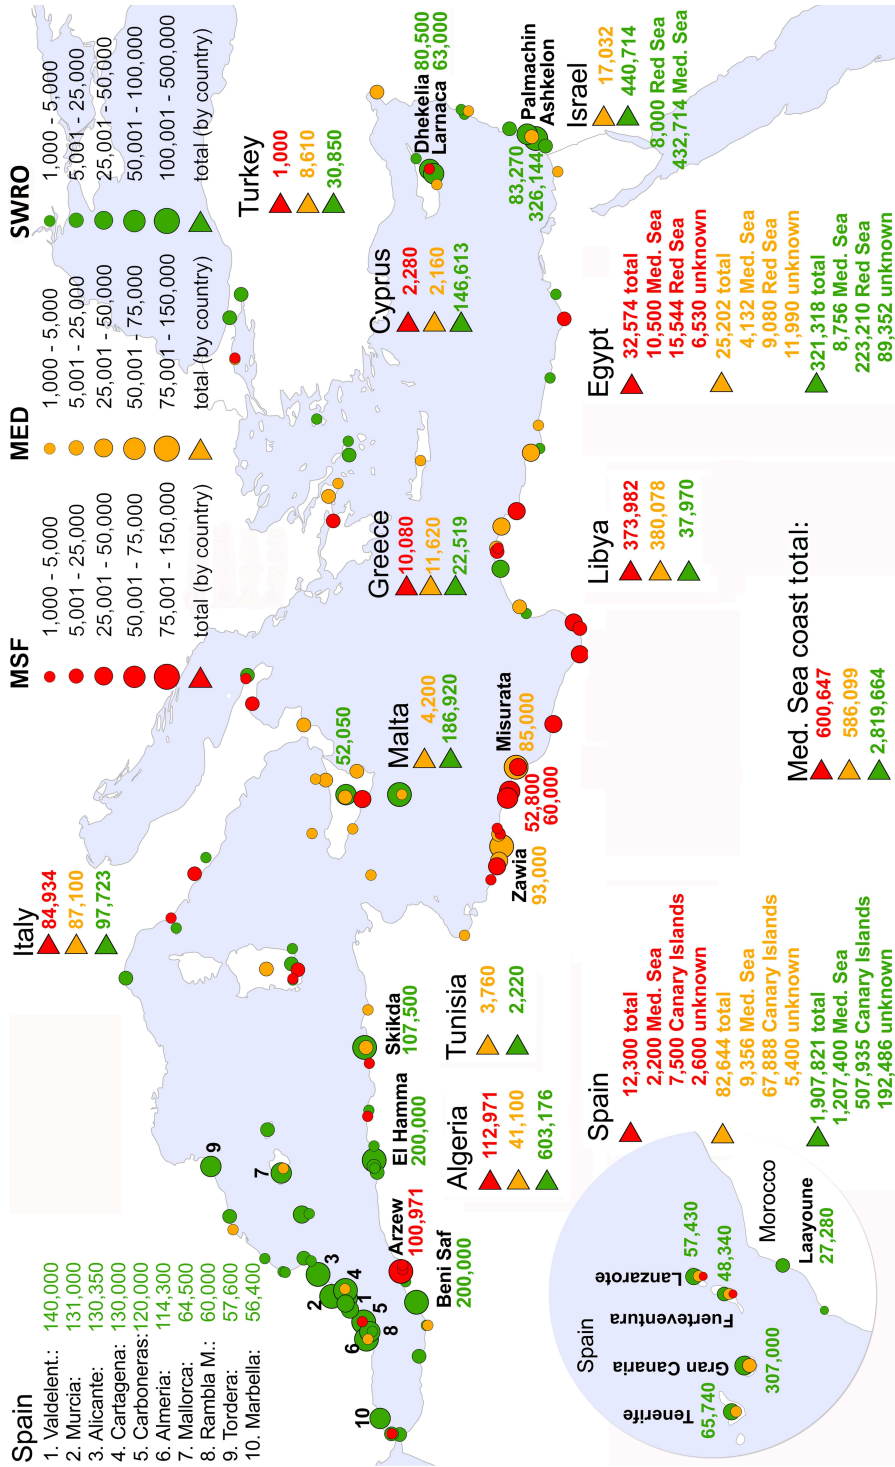 Spain
1. Valdelent.: 140,000
2. Murcia: 131,000
3. Alicante: 130,350
4. Cartagena: 130,000
5. Carboneras: 120,000
6. Almeria: 114,300
7. Mallorca: 64,500
8. Rambla M.: 60,000
9. Tordera: 57,600
10. Marbella: 56,400
Italy
84,934
87,100
97,723
MSF
1,000 - 5,000
5,001 - 25,000
25,001 - 50,000
50,001 - 75,000
75,001 - 150,000
total (by country)
MED
1,000 - 5,000
5,001 - 25,000
25,001 - 50,000
50,001 - 75,000
75,001 - 150,000
total (by country)
SWRO
1,000 - 5,000
5,001 - 25,000
25,001 - 50,000
50,001 - 100,000
100,001 - 500,000
total (by country)
Turkey
1,000
8,610
30,850
9
7
3
2
4
1
5
6
8
10
52,050
Malta
4,200
186,920
Greece
10,080
11,620
22,519
Cyprus
2,280
2,160
146,613
Dhekelia 80,500
Larnaca 63,000
Palmachin
Ashkelon
83,270
326,144
Israel
17,032
440,714
8,000 Red Sea
432,714 Med. Sea
Arzew
100,971
Beni Saf
200,000
El Hamma
200,000
Skikda
107,500
Zawia
93,000
52,800
60,000
Misurata
85,000
Algeria
112,971
41,100
603,176
Tunisia
3,760
2,220
Libya
373,982
380,078
37,970
Egypt
32,574 total
10,500 Med. Sea
15,544 Red Sea
6,530 unknown
25,202 total
4,132 Med. Sea
9,080 Red Sea
11,990 unknown
321,318 total
8,756 Med. Sea
223,210 Red Sea
89,352 unknown
Spain
12,300 total
2,200 Med. Sea
7,500 Canary Islands
2,600 unknown
82,644 total
9,356 Med. Sea
67,888 Canary Islands
5,400 unknown
1,907,821 total
1,207,400 Med. Sea
507,935 Canary Islands
192,486 unknown
Med. Sea coast total:
600,647
586,099
2,819,664
Spain
Tenerife
65,740
Gran Canaria
307,000
Fuerteventura
48,340
Lanzarote
57,430
Morocco
Laayoune
27,280